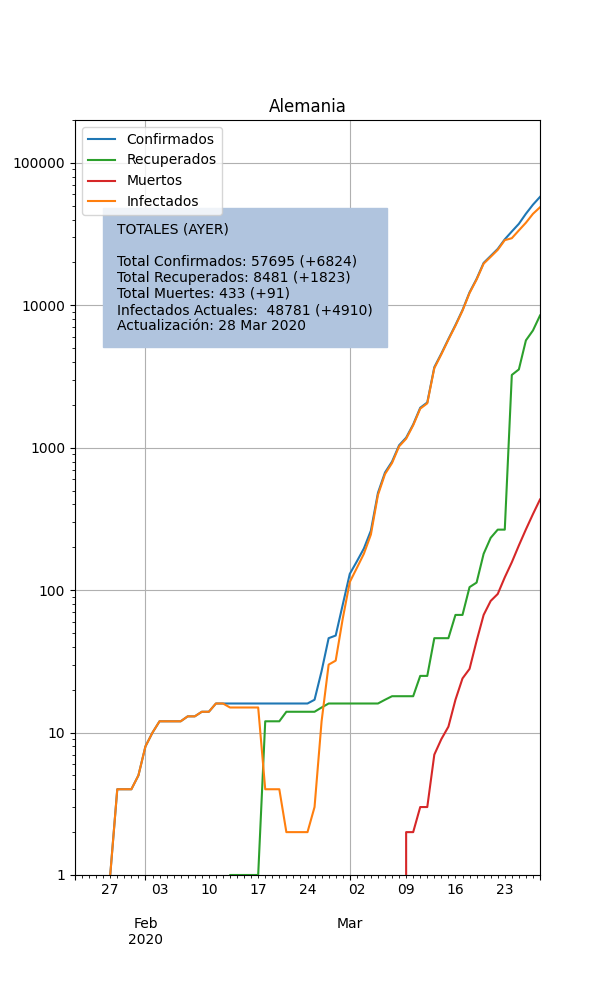 Alemania
Confirmados
Recuperados
Muertos
Infectados
TOTALES (AYER)
Total Confirmados: 57695 (+6824)
Total Recuperados: 8481 (+1823)
Total Muertes: 433 (+91)
Infectados Actuales:  48781 (+4910)
Actualización: 28 Mar 2020
100000
10000
1000
100
10
1
27 03 10 17 24 02 09 16 23
Feb Mar
2020